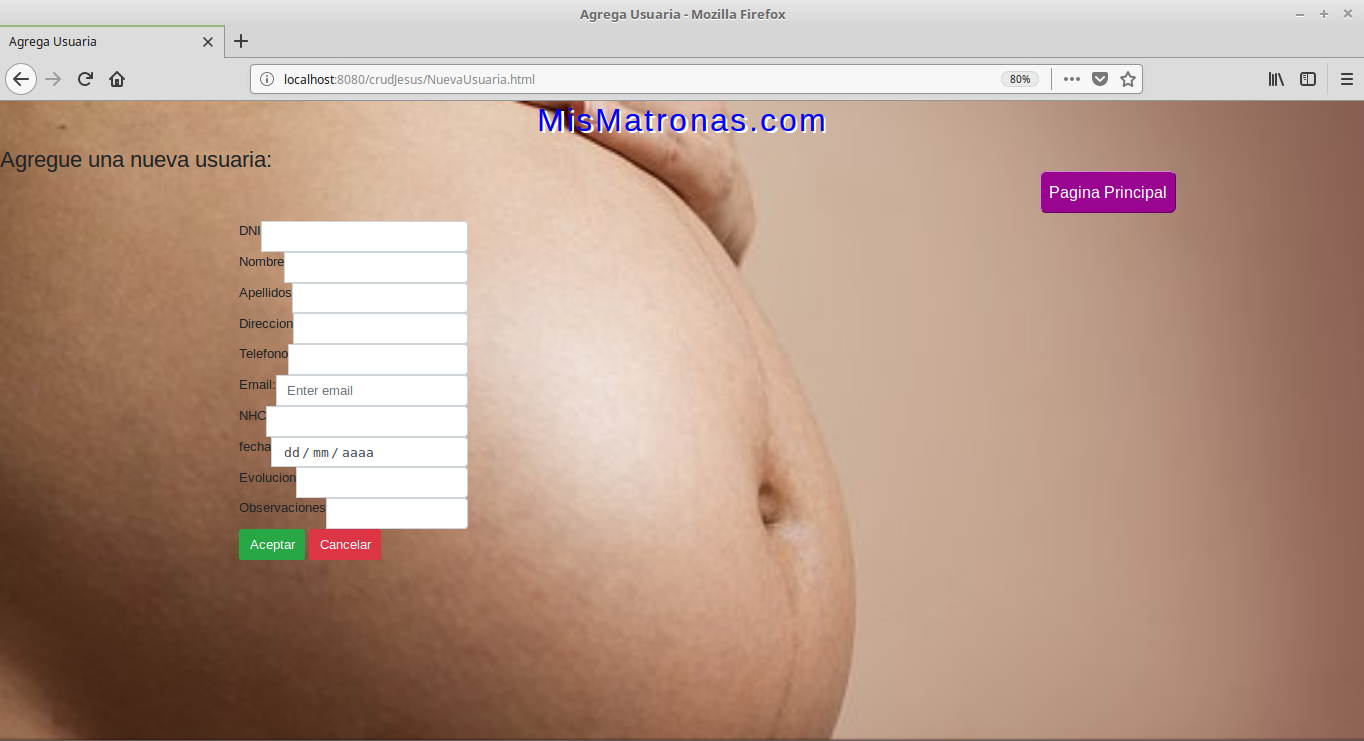 Agrega Usuaria - Mozilla Firefox
Agrega Usuaria
localhost:8080/crudJesus/NuevaUsuaria.html 80%
MisMatronas.com
Agregue una nueva usuaria:
Pagina Principal
DNI
Nombre
Apellidos
Direccion
Telefono
Email: Enter email
NHC
fecha dd / mm / aaaa
Evolucion
Observaciones
Aceptar Cancelar